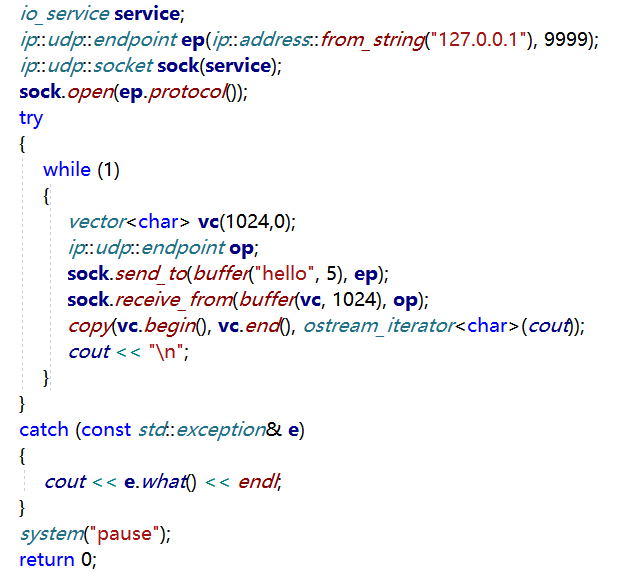 io_service service;
ip::udp::endpoint ep(ip::address::from_string("127.0.0.1"), 9999);
ip::udp::socket sock(service);
sock.open(ep.protocol());
try
{
while (1)
{
vector<char> vc(1024,0);
ip::udp::endpoint op;
sock.send_to(buffer("hello", 5), ep);
sock.receive_from(buffer(vc, 1024), op);
copy(vc.begin(), vc.end(), ostream_iterator<char>(cout));
cout << "\n";
}
}
catch (const std::exception& e)
{
cout << e.what() << endl;
}
system("pause");
return 0;